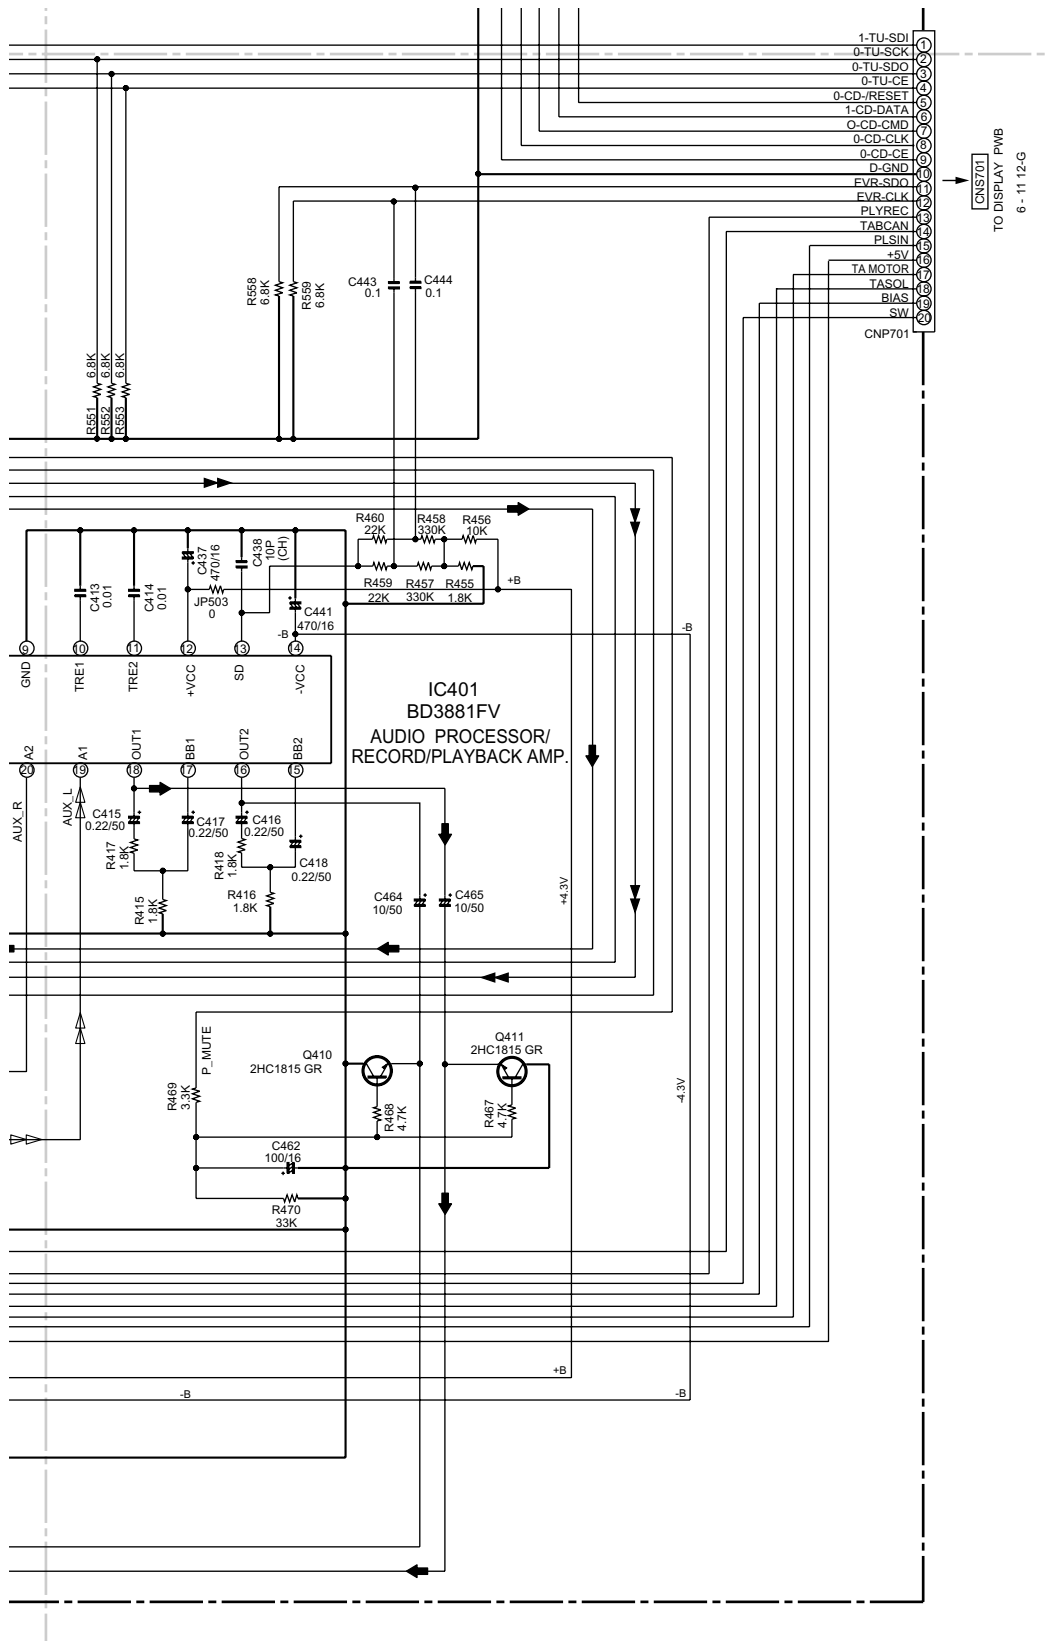 1-TU-SDI
1
0-TU-SCK
2
0-TU-SDO
3
0-TU-CE
4
0-CD-/RESET
5
1-CD-DATA
6
O-CD-CMD
7
0-CD-CLK
8
0-CD-CE
9
D-GND
10
EVR-SDO
11
EVR-CLK
12
PLYREC
13
TABCAN
14
PLSIN
15
+5V
16
TA MOTOR
17
TASOL
18
BIAS
19
SW
20
CNP701
CNS701
TO DISPLAY PWB
6 - 11 12-G
R558
6.8K
R559
6.8K
C443
0.1
C444
0.1
6.8K
6.8K
6.8K
R551
R552
R553
R460
22K
R458
330K
R456
10K
C437
470/16
C438
10P
(CH)
C413
0.01
C414
0.01
JP503
0
R459
22K
R457
330K
R455
1.8K
+B
C441
470/16
-B
-B
9
10
11
12
13
14
GND
TRE1
TRE2
+VCC
SD
-VCC
IC401
BD3881FV
AUDIO PROCESSOR/
RECORD/PLAYBACK AMP.
A2
A1
OUT1
BB1
OUT2
BB2
20
19
18
17
16
15
AUX_R
AUX_L
C415
0.22/50
C417
0.22/50
C416
0.22/50
C418
0.22/50
R417
1.8K
R418
1.8K
R415
1.8K
R416
1.8K
C464
10/50
C465
10/50
+4.3V
P_MUTE
Q410
2HC1815 GR
Q411
2HC1815 GR
R469
3.3K
R468
4.7K
R467
4.7K
-4.3V
C462
100/16
R470
33K
+B
-B
-B